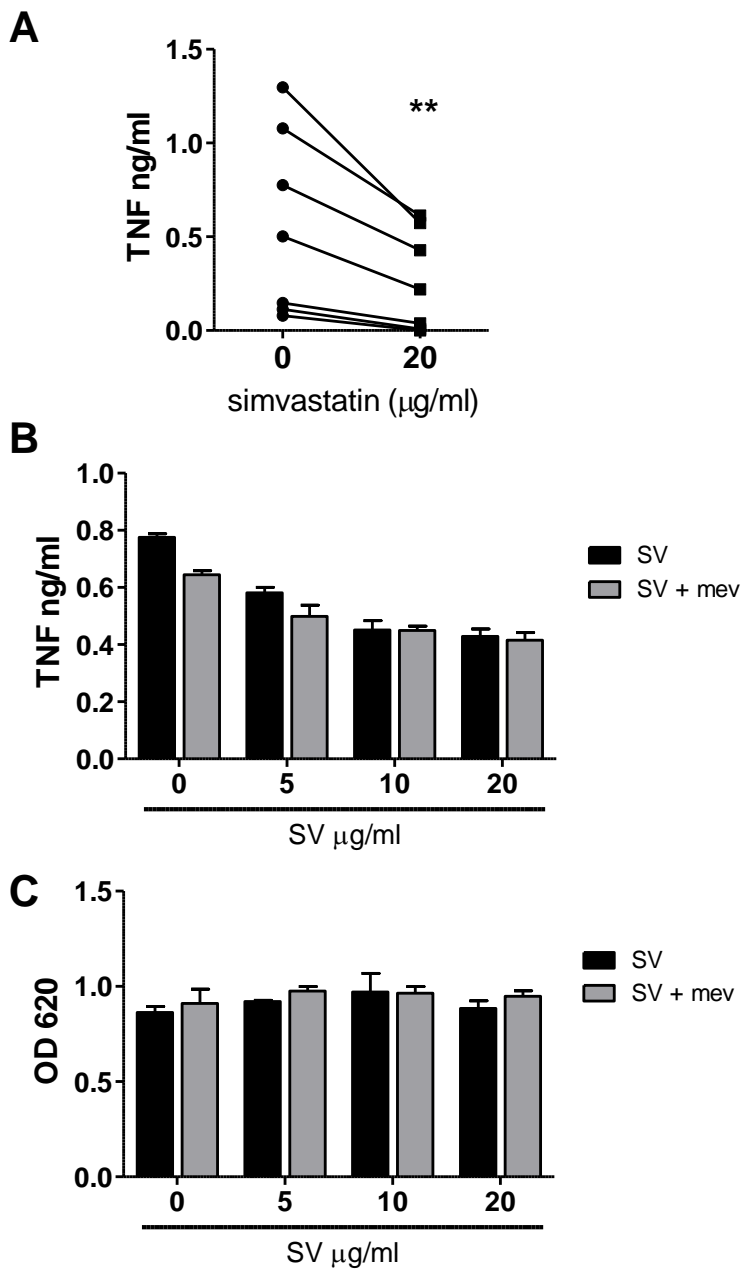 A
1.5
1.0
0.5
0.0
TNF ng/ml
**
0 20
simvastatin (μg/ml)
B
1.0
0.8
0.6
0.4
0.2
0.0
TNF ng/ml
SV
SV + mev
0 5 10 20
SV μg/ml
C
1.5
1.0
0.5
0.0
OD 620
SV
SV + mev
0 5 10 20
SV μg/ml